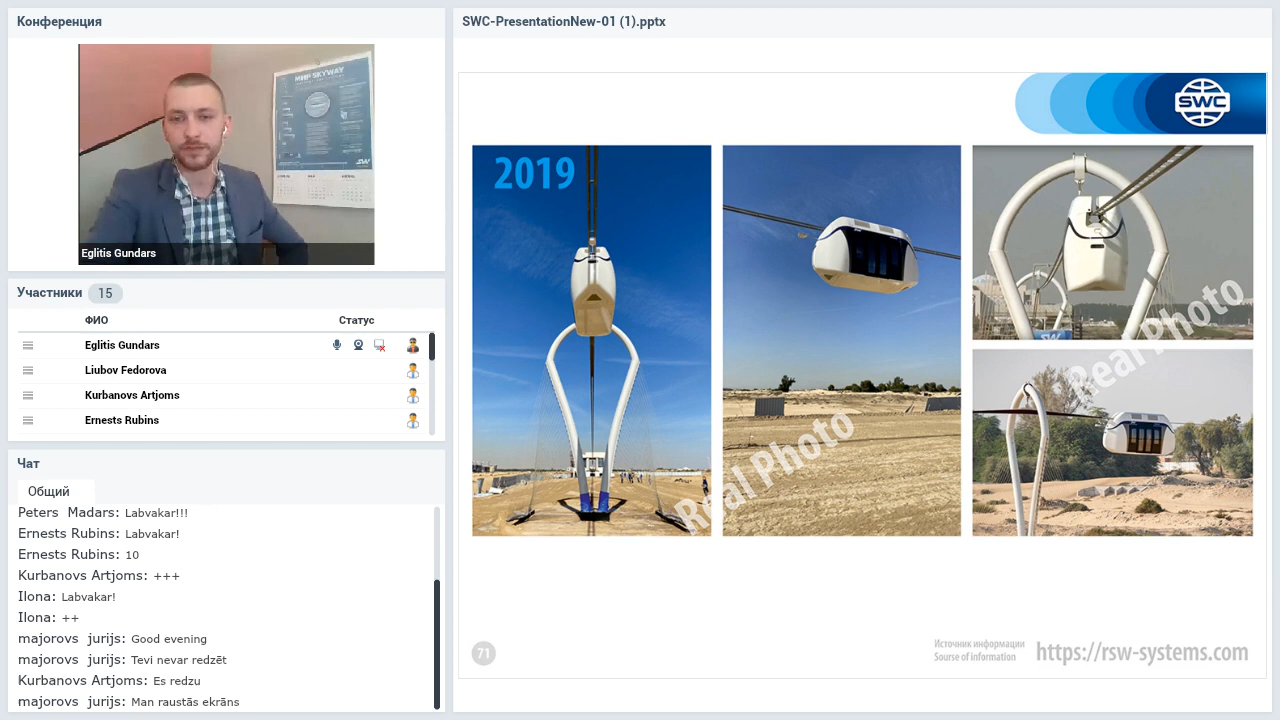 Конференция
МИР SKYWAY
Eglitis Gundars
Участники 15
ФИО Статус
Eglitis Gundars
Liubov Fedorova
Kurbanovs Artjoms
Ernests Rubins
Чат
Общий
Peters Madars: Labvakar!!!
Ernests Rubins: Labvakar!
Ernests Rubins: 10
Kurbanovs Artjoms: +++
Ilona: Labvakar!
Ilona: ++
majorovs jurijs: Good evening
majorovs jurijs: Tevi nevar redzēt
Kurbanovs Artjoms: Es redzu
majorovs jurijs: Man raustās ekrāns
SWC-PresentationNew-01 (1).pptx
SWC
2019
Real Photo
Real Photo
71
Источник информации
Sourse of information
https://rsw-systems.com